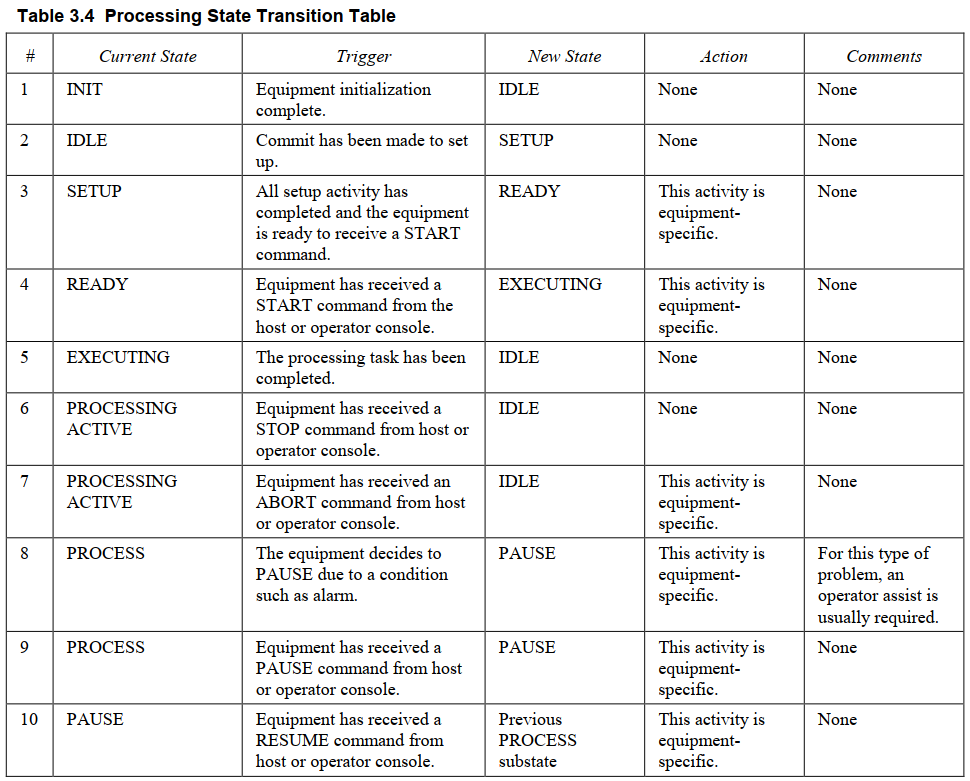 Table 3.4 Processing State Transition Table
# Current State Trigger New State Action Comments
1 INIT Equipment initialization IDLE None None
complete.
2 IDLE Commit has been made to set SETUP None None
up.
3 SETUP All setup activity has READY This activity is None
completed and the equipment equipment-
is ready to receive a START specific.
command.
4 READY Equipment has received a EXECUTING This activity is None
START command from the equipment-
host or operator console. specific.
5 EXECUTING The processing task has been IDLE None None
completed.
6 PROCESSING Equipment has received a IDLE None None
ACTIVE STOP command from host or
operator console.
7 PROCESSING Equipment has received an IDLE This activity is None
ACTIVE ABORT command from host equipment-
or operator console. specific.
8 PROCESS The equipment decides to PAUSE This activity is For this type of
PAUSE due to a condition equipment- problem, an
such as alarm. specific. operator assist is
usually required.
9 PROCESS Equipment has received a PAUSE This activity is None
PAUSE command from host equipment-
or operator console. specific.
10 PAUSE Equipment has received a Previous This activity is None
RESUME command from PROCESS equipment-
host or operator console. substate specific.